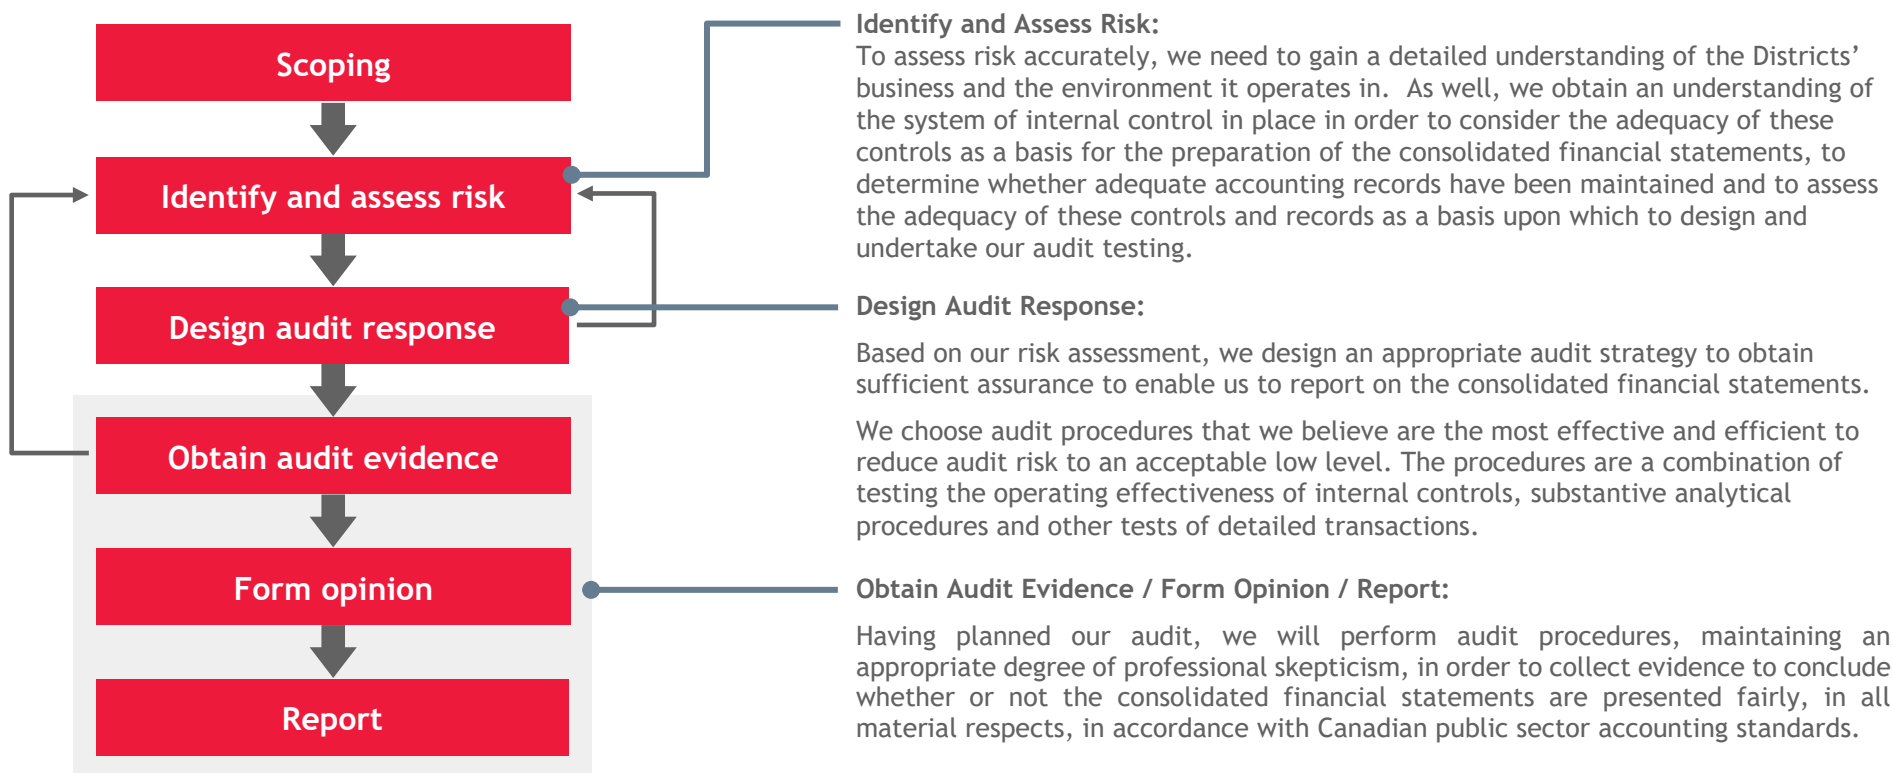 Scoping
Identify and assess risk
Design audit response
Obtain audit evidence
Form opinion
Report
Identify and Assess Risk:
To assess risk accurately, we need to gain a detailed understanding of the Districts’
business and the environment it operates in.  As well, we obtain an understanding of
the system of internal control in place in order to consider the adequacy of these
controls as a basis for the preparation of the consolidated financial statements, to
determine whether adequate accounting records have been maintained and to assess
the adequacy of these controls and records as a basis upon which to design and
undertake our audit testing.
Design Audit Response:
Based on our risk assessment, we design an appropriate audit strategy to obtain
sufficient assurance to enable us to report on the consolidated financial statements.
We choose audit procedures that we believe are the most effective and efficient to
reduce audit risk to an acceptable low level. The procedures are a combination of
testing the operating effectiveness of internal controls, substantive analytical
procedures and other tests of detailed transactions.
Obtain Audit Evidence / Form Opinion / Report:
Having planned our audit, we will perform audit procedures, maintaining an
appropriate degree of professional skepticism, in order to collect evidence to conclude
whether or not the consolidated financial statements are presented fairly, in all
material respects, in accordance with Canadian public sector accounting standards.